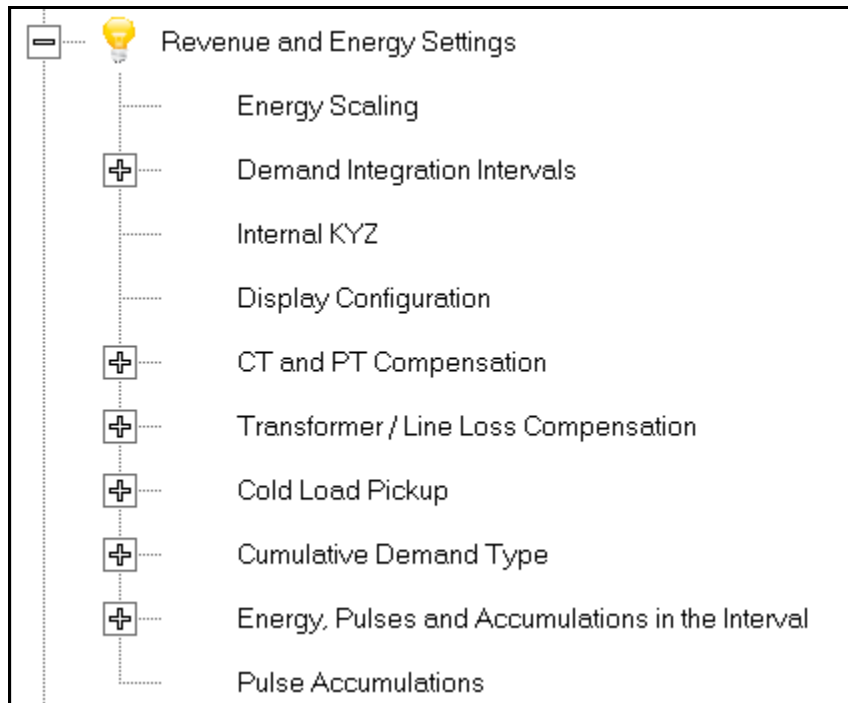 Revenue and Energy Settings
Energy Scaling
Demand Integration Intervals
Internal KYZ
Display Configuration
CT and PT Compensation
Transformer / Line Loss Compensation
Cold Load Pickup
Cumulative Demand Type
Energy, Pulses and Accumulations in the Interval
Pulse Accumulations